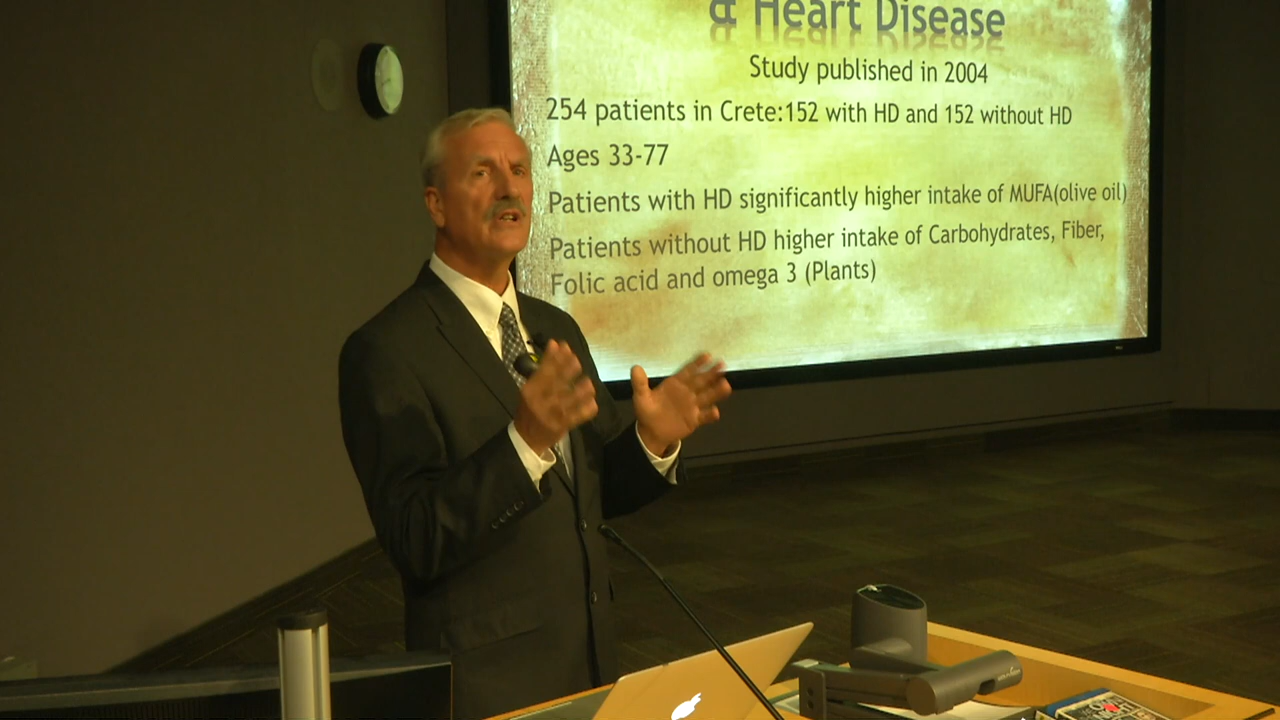 & Heart Disease
Study published in 2004
254 patients in Crete:152 with HD and 152 without HD
Ages 33-77
Patients with HD significantly higher intake of MUFA(olive oil)
Patients without HD higher intake of Carbohydrates, Fiber,
Folic acid and omega 3 (Plants)